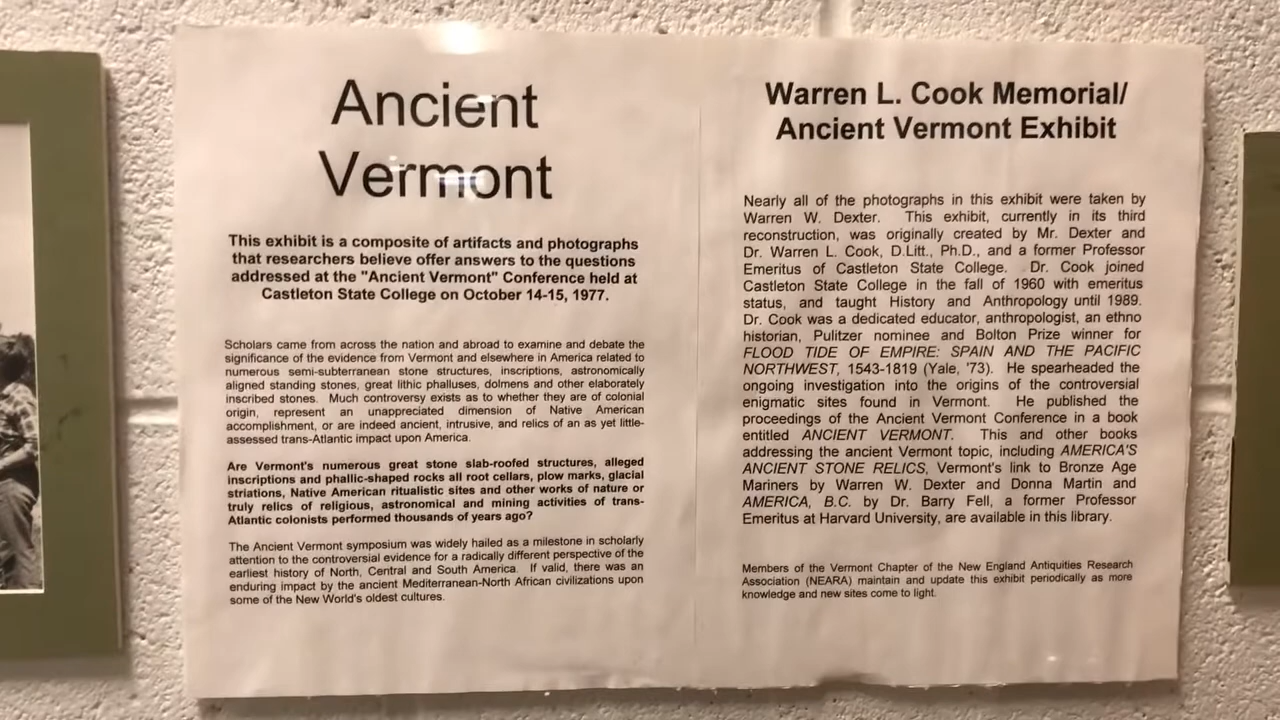 Ancient
Vermont
This exhibit is a composite of artifacts and photographs
that researchers believe offer answers to the questions
addressed at the "Ancient Vermont" Conference held at
Castleton State College on October 14-15, 1977.
Scholars came from across the nation and abroad to examine and debate the
significance of the evidence from Vermont and elsewhere in America related to
numerous semi-subterranean stone structures, inscriptions, astronomically
aligned standing stones, great lithic phalluses, dolmens and other elaborately
inscribed stones. Much controversy exists as to whether they are of colonial
origin, represent an unappreciated dimension of Native American
accomplishment, or are indeed ancient, intrusive, and relics of an as yet little-
assessed trans-Atlantic impact upon America.
Are Vermont's numerous great stone slab-roofed structures, alleged
inscriptions and phallic-shaped rocks all root cellars, plow marks, glacial
striations, Native American ritualistic sites and other works of nature or
truly relics of religious, astronomical and mining activities of trans-
Atlantic colonists performed thousands of years ago?
The Ancient Vermont symposium was widely hailed as a milestone in scholarly
attention to the controversial evidence for a radically different perspective of the
earliest history of North, Central and South America. If valid, there was an
enduring impact by the ancient Mediterranean-North African civilizations upon
some of the New World's oldest cultures.
Warren L. Cook Memorial/
Ancient Vermont Exhibit
Nearly all of the photographs in this exhibit were taken by
Warren W. Dexter. This exhibit, currently in its third
reconstruction, was originally created by Mr. Dexter and
Dr. Warren L. Cook, D.Litt., Ph.D., and a former Professor
Emeritus of Castleton State College. Dr. Cook joined
Castleton State College in the fall of 1960 with emeritus
status, and taught History and Anthropology until 1989.
Dr. Cook was a dedicated educator, anthropologist, an ethno
historian, Pulitzer nominee and Bolton Prize winner for
FLOOD TIDE OF EMPIRE: SPAIN AND THE PACIFIC
NORTHWEST, 1543-1819 (Yale, '73). He spearheaded the
ongoing investigation into the origins of the controversial
enigmatic sites found in Vermont. He published the
proceedings of the Ancient Vermont Conference in a book
entitled ANCIENT VERMONT. This and other books
addressing the ancient Vermont topic, including AMERICA'S
ANCIENT STONE RELICS, Vermont's link to Bronze Age
Mariners by Warren W. Dexter and Donna Martin and
AMERICA, B.C. by Dr. Barry Fell, a former Professor
Emeritus at Harvard University, are available in this library.
Members of the Vermont Chapter of the New England Antiquities Research
Association (NEARA) maintain and update this exhibit periodically as more
knowledge and new sites come to light.